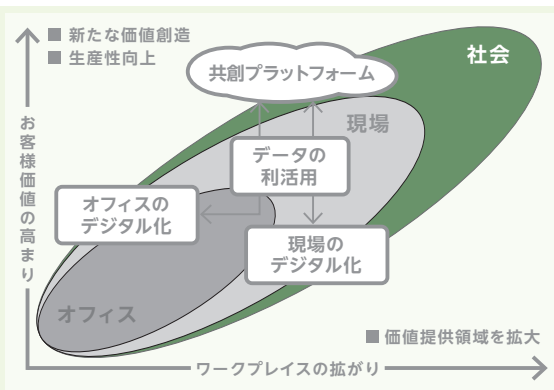 ■ 新たな価値創造
■ 生産性向上
社会
共創プラットフォーム
現場
お客様価値の高まり
データの
利活用
オフィスの
デジタル化
現場の
デジタル化
オフィス
■ 価値提供領域を拡大
ワークプレイスの拡がり